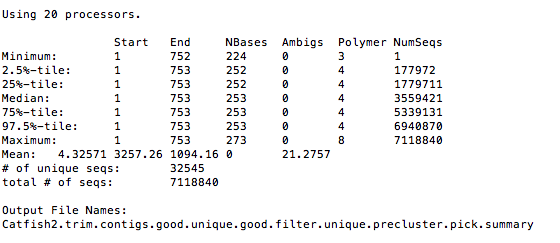 Using 20 processors.
Start End NBases Ambigs Polymer NumSeqs
Minimum: 1 752 224 0 3 1
2.5%-tile: 1 753 252 0 4 177972
25%-tile: 1 753 252 0 4 1779711
Median: 1 753 253 0 4 3559421
75%-tile: 1 753 253 0 4 5339131
97.5%-tile: 1 753 253 0 4 6940870
Maximum: 1 753 273 0 8 7118840
Mean: 4.32571 3257.26 1094.16 0 21.2757
# of unique seqs: 32545
total # of seqs: 7118840
Output File Names:
Catfish2.trim.contigs.good.unique.good.filter.unique.precluster.pick.summary